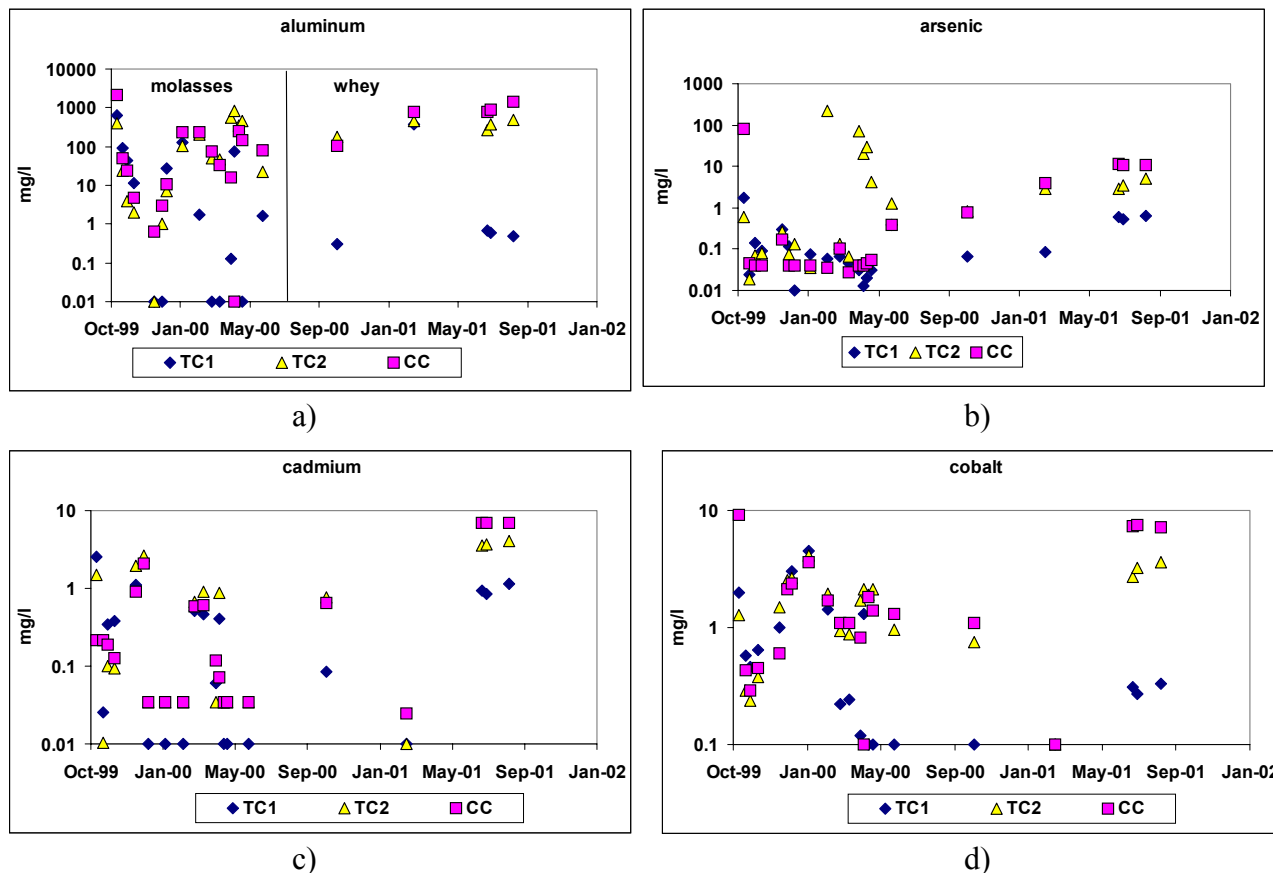 aluminum
10000
1000
100
10
1
0.1
0.01
mg/l
molasses
whey
Oct-99 Jan-00 May-00 Sep-00 Jan-01 May-01 Sep-01 Jan-02
TC1 TC2 CC
a)
arsenic
1000
100
10
1
0.1
0.01
mg/l
Oct-99 Jan-00 May-00 Sep-00 Jan-01 May-01 Sep-01 Jan-02
TC1 TC2 CC
b)
cadmium
10
1
0.1
0.01
mg/l
Oct-99 Jan-00 May-00 Sep-00 Jan-01 May-01 Sep-01 Jan-02
TC1 TC2 CC
c)
cobalt
10
1
0.1
mg/l
Oct-99 Jan-00 May-00 Sep-00 Jan-01 May-01 Sep-01 Jan-02
TC1 TC2 CC
d)